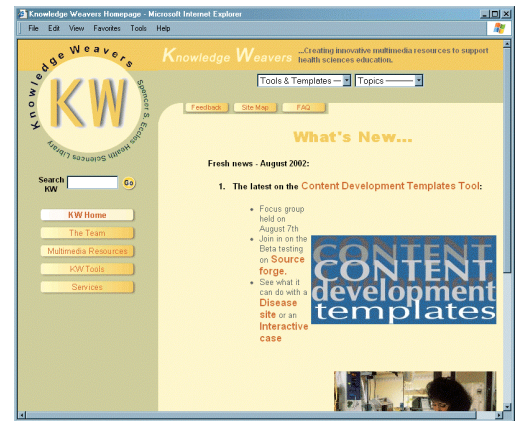 Knowledge Weavers Homepage - Microsoft Internet Explorer
File Edit View Favorites Tools Help
Knowledge Weavers
KW
Spencer S. Eccles Health Sciences Library
Knowledge Weavers
...Creating innovative multimedia resources to support
health sciences education.
Tools & Templates
Topics
Feedback
Site Map
FAQ
What's New...
Search
KW
Go
KW Home
The Team
Multimedia Resources
KW Tools
Services
Fresh news - August 2002:
1. The latest on the Content Development Templates Tool:
Focus group
held on
August 7th
Join in on the
Beta testing
on Source
forge.
See what it
can do with a
Disease
site or an
Interactive
case
CONTENT
CONTENT
development
templates